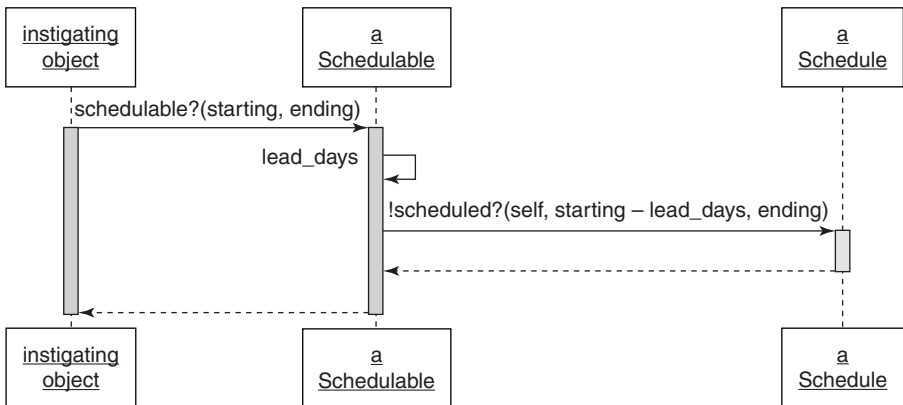 instigating
object
a
Schedulable
a
Schedule
schedulable?(starting, ending)
lead_days
!scheduled?(self, starting – lead_days, ending)
instigating
object
a
Schedulable
a
Schedule